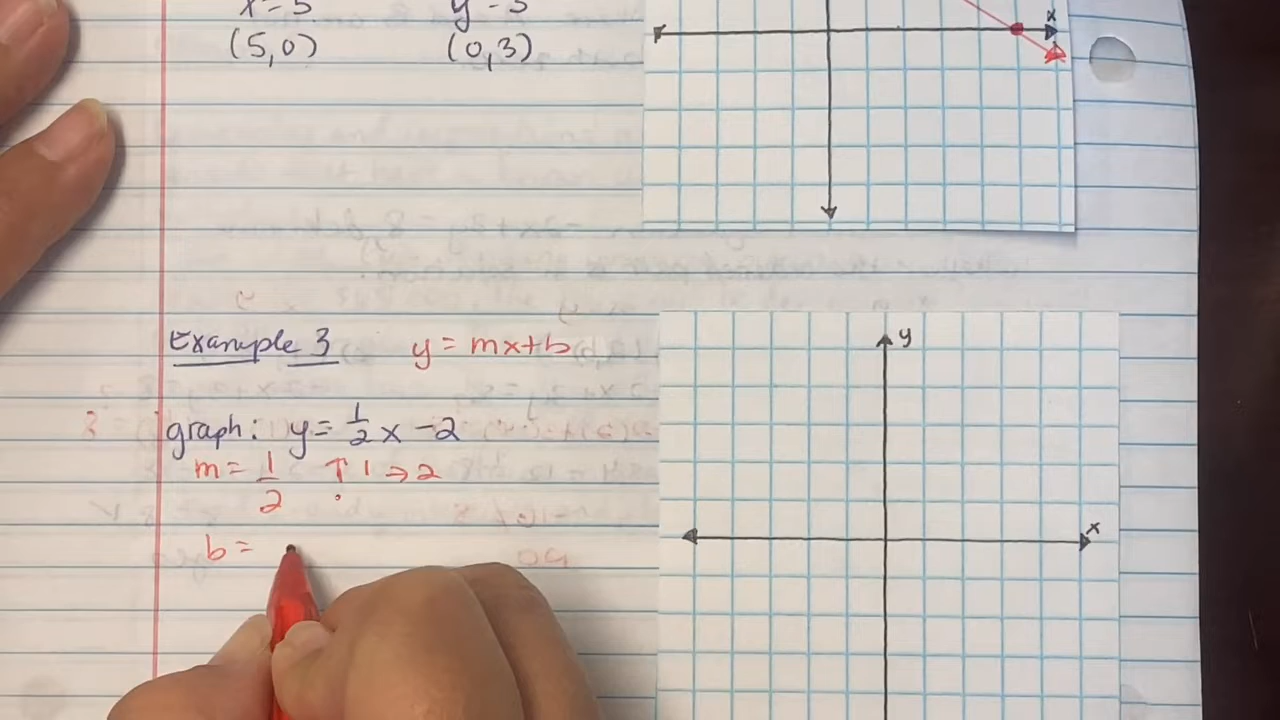 x=5 y=3
(5,0) (0,3)
x
Example 3 y = mx+b
y
graph: y = 1/2 x -2
m = 1/2 ↑1 →2
x
b =